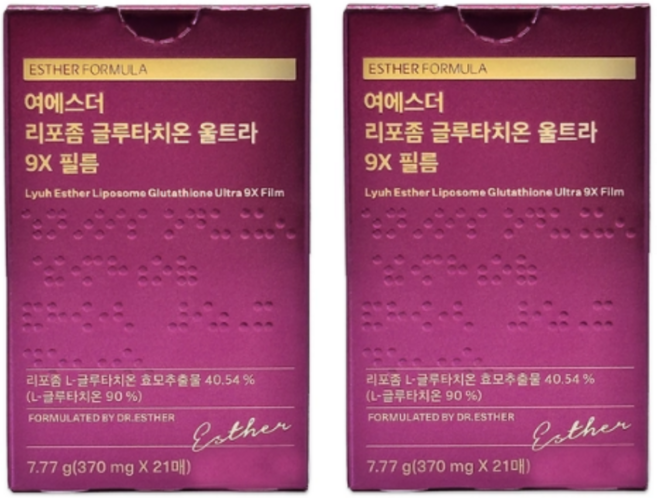 ESTHER FORMULA
여에스더
리포좀 글루타치온 울트라
9X 필름
Lyuh Esther Liposome Glutathione Ultra 9X Film
리포좀 L-글루타치온 효모추출물 40.54 %
(L-글루타치온 90 %)
FORMULATED BY DR.ESTHER
Esther
7.77 g(370 mg X 21매)
ESTHER FORMULA
여에스더
리포좀 글루타치온 울트라
9X 필름
Lyuh Esther Liposome Glutathione Ultra 9X Film
리포좀 L-글루타치온 효모추출물 40.54 %
(L-글루타치온 90 %)
FORMULATED BY DR.ESTHER
Esther
7.77 g(370 mg X 21매)